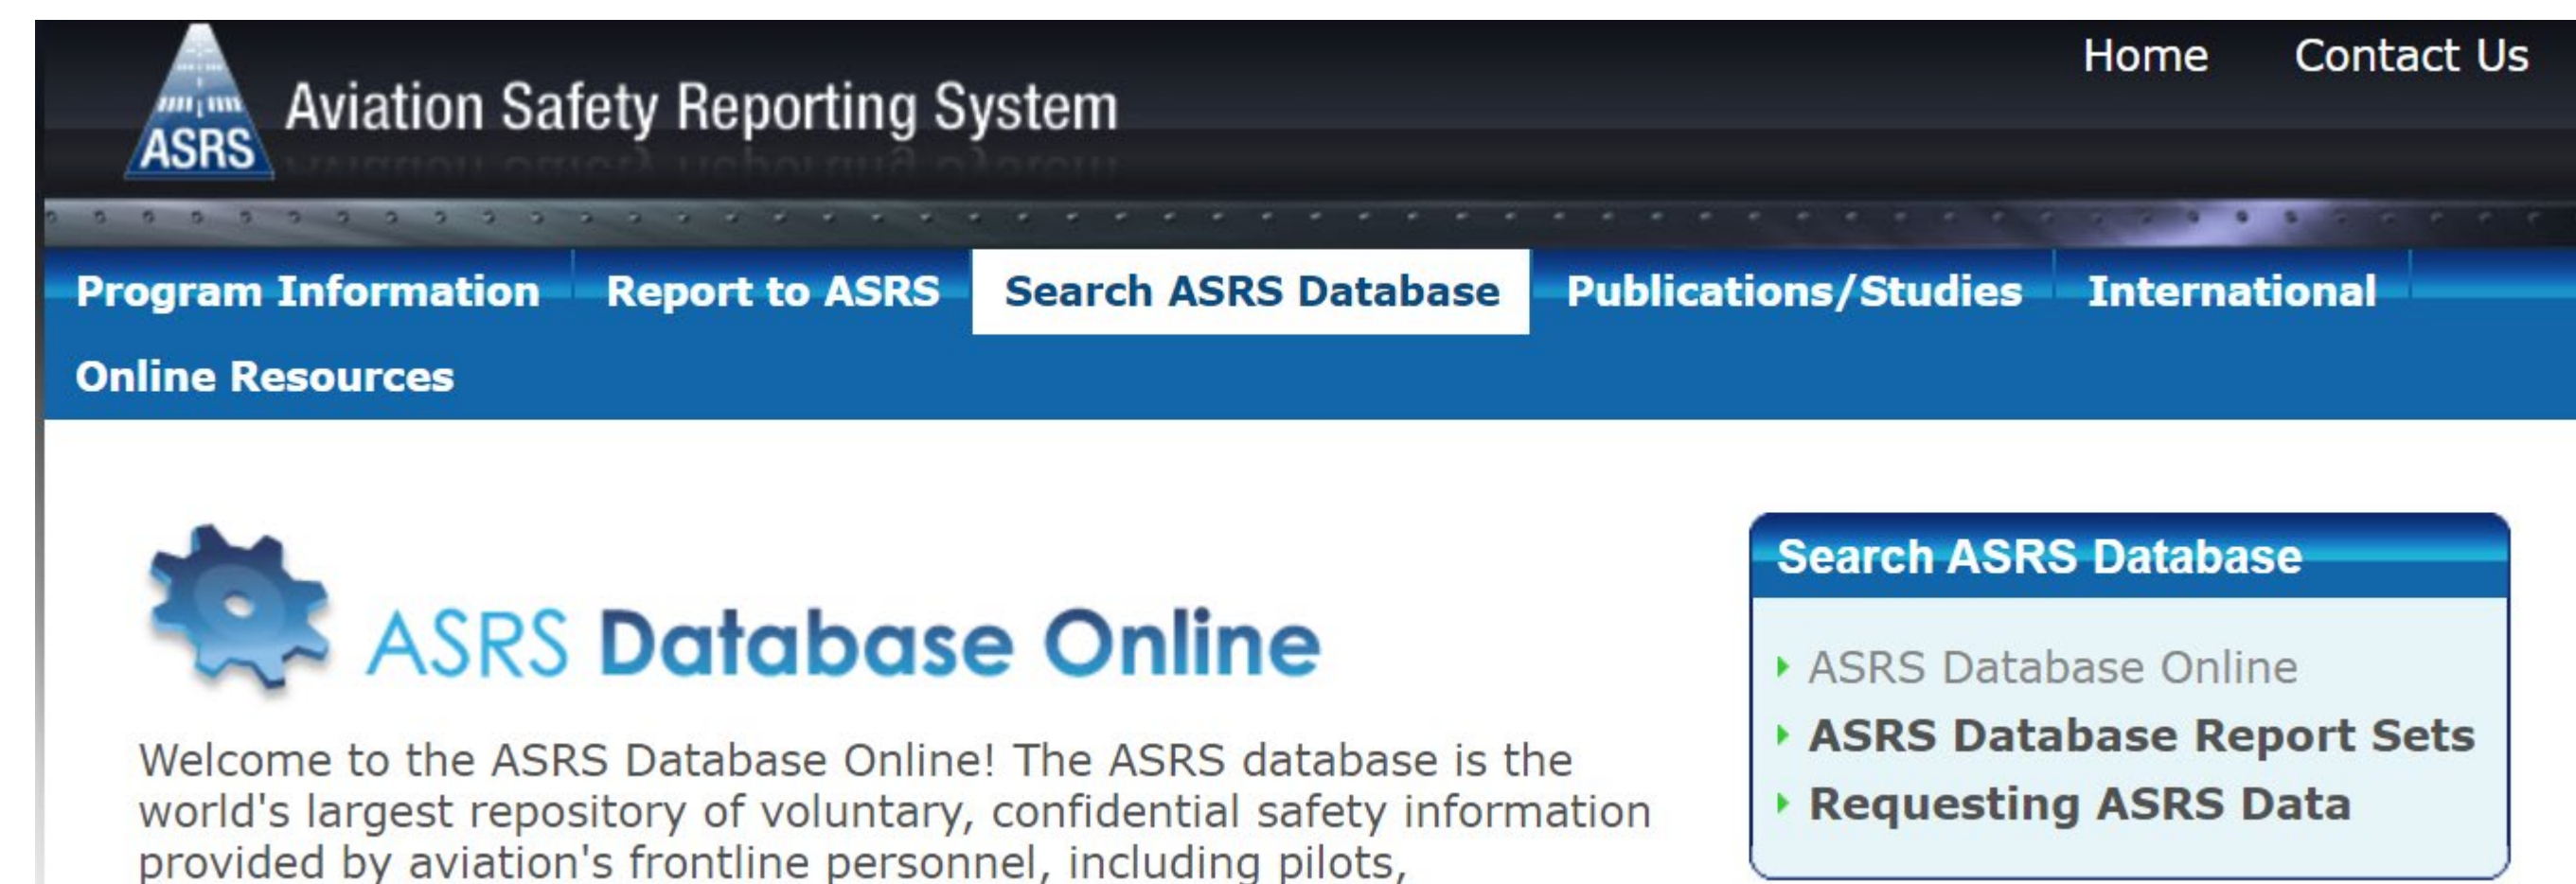 Home Contact Us
ASRS Aviation Safety Reporting System
Program Information Report to ASRS Search ASRS Database Publications/Studies International
Online Resources
ASRS Database Online
Welcome to the ASRS Database Online! The ASRS database is the
world's largest repository of voluntary, confidential safety information
provided by aviation's frontline personnel, including pilots,
Search ASRS Database
ASRS Database Online
ASRS Database Report Sets
Requesting ASRS Data